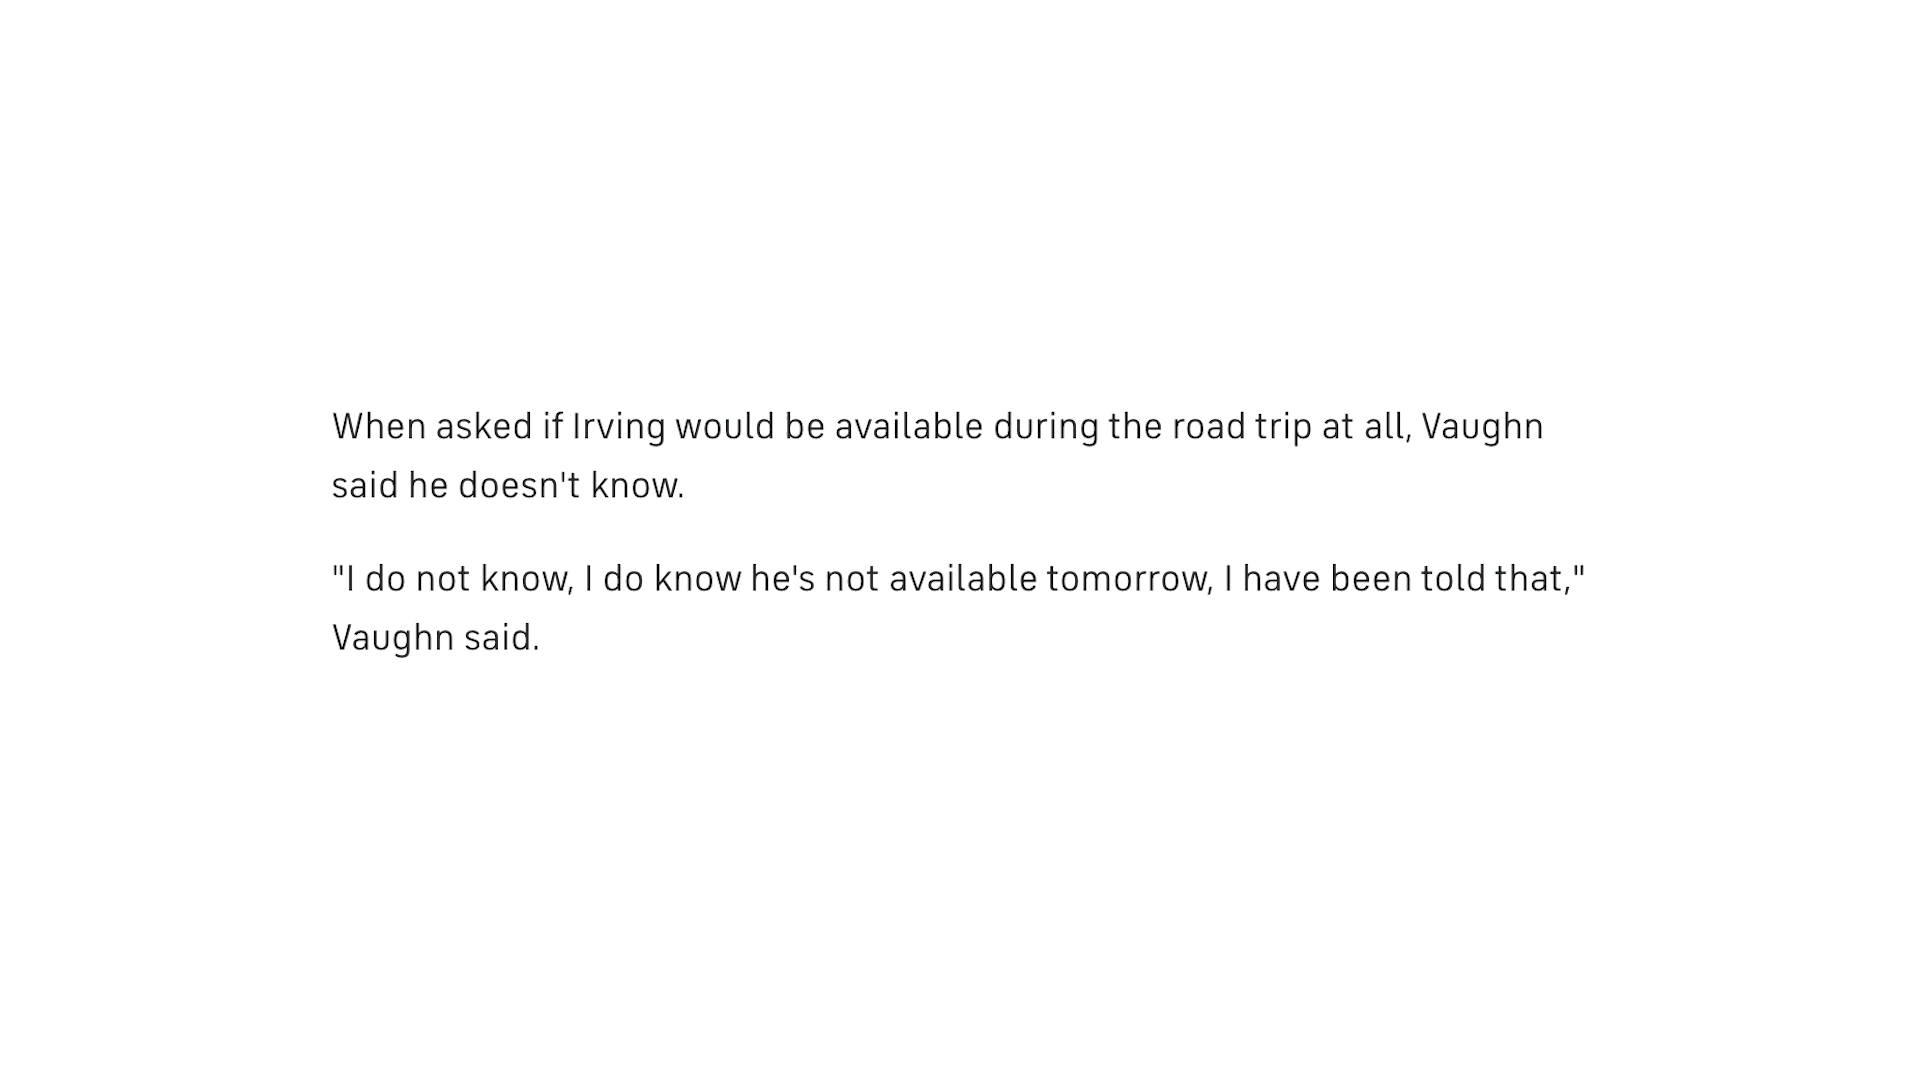 When asked if Irving would be available during the road trip at all, Vaughn
said he doesn't know.
"I do not know, I do know he's not available tomorrow, I have been told that,"
Vaughn said.